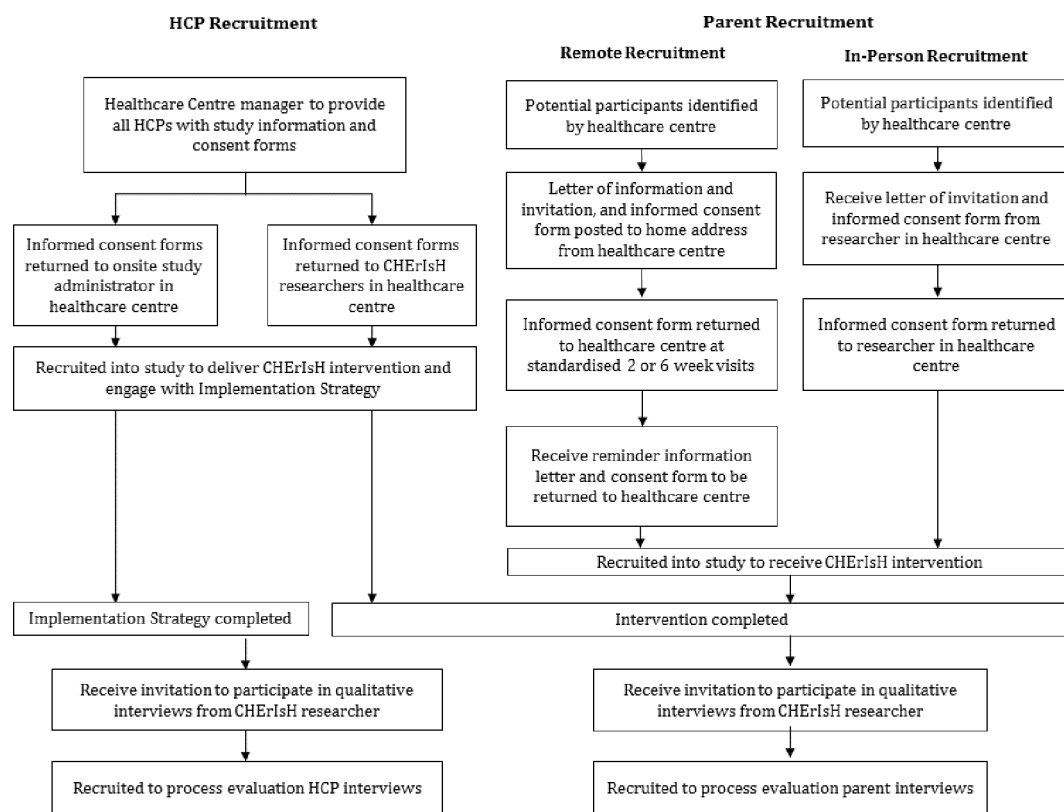 HCP Recruitment
Healthcare Centre manager to provide
all HCPs with study information and
consent forms
Informed consent forms
returned to onsite study
administrator in
healthcare centre
Informed consent forms
returned to CHErIsH
researchers in healthcare
centre
Recruited into study to deliver CHErIsH intervention and
engage with Implementation Strategy
Implementation Strategy completed
Receive invitation to participate in qualitative
interviews from CHErIsH researcher
Recruited to process evaluation HCP interviews
Parent Recruitment
Remote Recruitment
Potential participants identified
by healthcare centre
Letter of information and
invitation, and informed consent
form posted to home address
from healthcare centre
Informed consent form returned
to healthcare centre at
standardised 2 or 6 week visits
Receive reminder information
letter and consent form to be
returned to healthcare centre
In-Person Recruitment
Potential participants identified
by healthcare centre
Receive letter of invitation and
informed consent form from
researcher in healthcare centre
Informed consent form returned
to researcher in healthcare
centre
Recruited into study to receive CHErIsH intervention
Intervention completed
Receive invitation to participate in qualitative
interviews from CHErIsH researcher
Recruited to process evaluation parent interviews